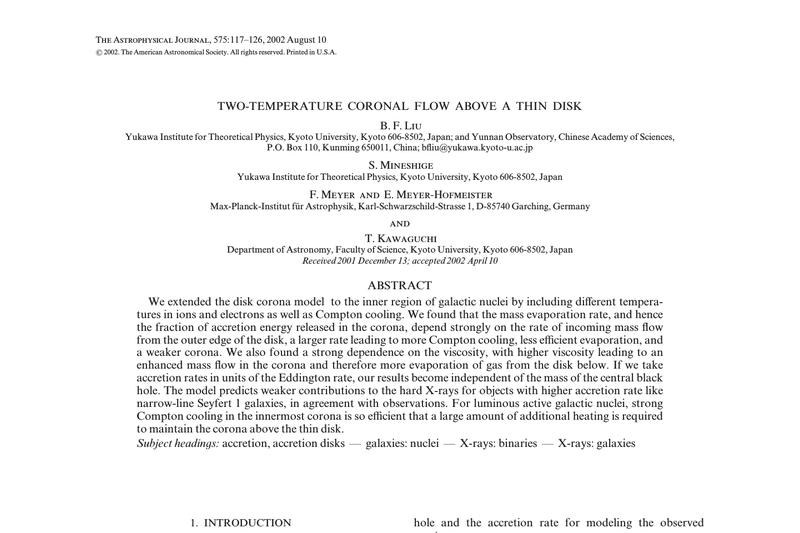 THE ASTROPHYSICAL JOURNAL, 575:117–126, 2002 August 10
© 2002. The American Astronomical Society. All rights reserved. Printed in U.S.A.
TWO-TEMPERATURE CORONAL FLOW ABOVE A THIN DISK
B. F. LIU
Yukawa Institute for Theoretical Physics, Kyoto University, Kyoto 606-8502, Japan; and Yunnan Observatory, Chinese Academy of Sciences,
P.O. Box 110, Kunming 650011, China; bfliu@yukawa.kyoto-u.ac.jp
S. MINESHIGE
Yukawa Institute for Theoretical Physics, Kyoto University, Kyoto 606-8502, Japan
F. MEYER AND E. MEYER-HOFMEISTER
Max-Planck-Institut für Astrophysik, Karl-Schwarzschild-Strasse 1, D-85740 Garching, Germany
AND
T. KAWAGUCHI
Department of Astronomy, Faculty of Science, Kyoto University, Kyoto 606-8502, Japan
Received 2001 December 13; accepted 2002 April 10
ABSTRACT
We extended the disk corona model to the inner region of galactic nuclei by including different tempera-
tures in ions and electrons as well as Compton cooling. We found that the mass evaporation rate, and hence
the fraction of accretion energy released in the corona, depend strongly on the rate of incoming mass flow
from the outer edge of the disk, a larger rate leading to more Compton cooling, less efficient evaporation, and
a weaker corona. We also found a strong dependence on the viscosity, with higher viscosity leading to an
enhanced mass flow in the corona and therefore more evaporation of gas from the disk below. If we take
accretion rates in units of the Eddington rate, our results become independent of the mass of the central black
hole. The model predicts weaker contributions to the hard X-rays for objects with higher accretion rate like
narrow-line Seyfert 1 galaxies, in agreement with observations. For luminous active galactic nuclei, strong
Compton cooling in the innermost corona is so efficient that a large amount of additional heating is required
to maintain the corona above the thin disk.
Subject headings: accretion, accretion disks — galaxies: nuclei — X-rays: binaries — X-rays: galaxies
1. INTRODUCTION
hole and the accretion rate for modeling the observed